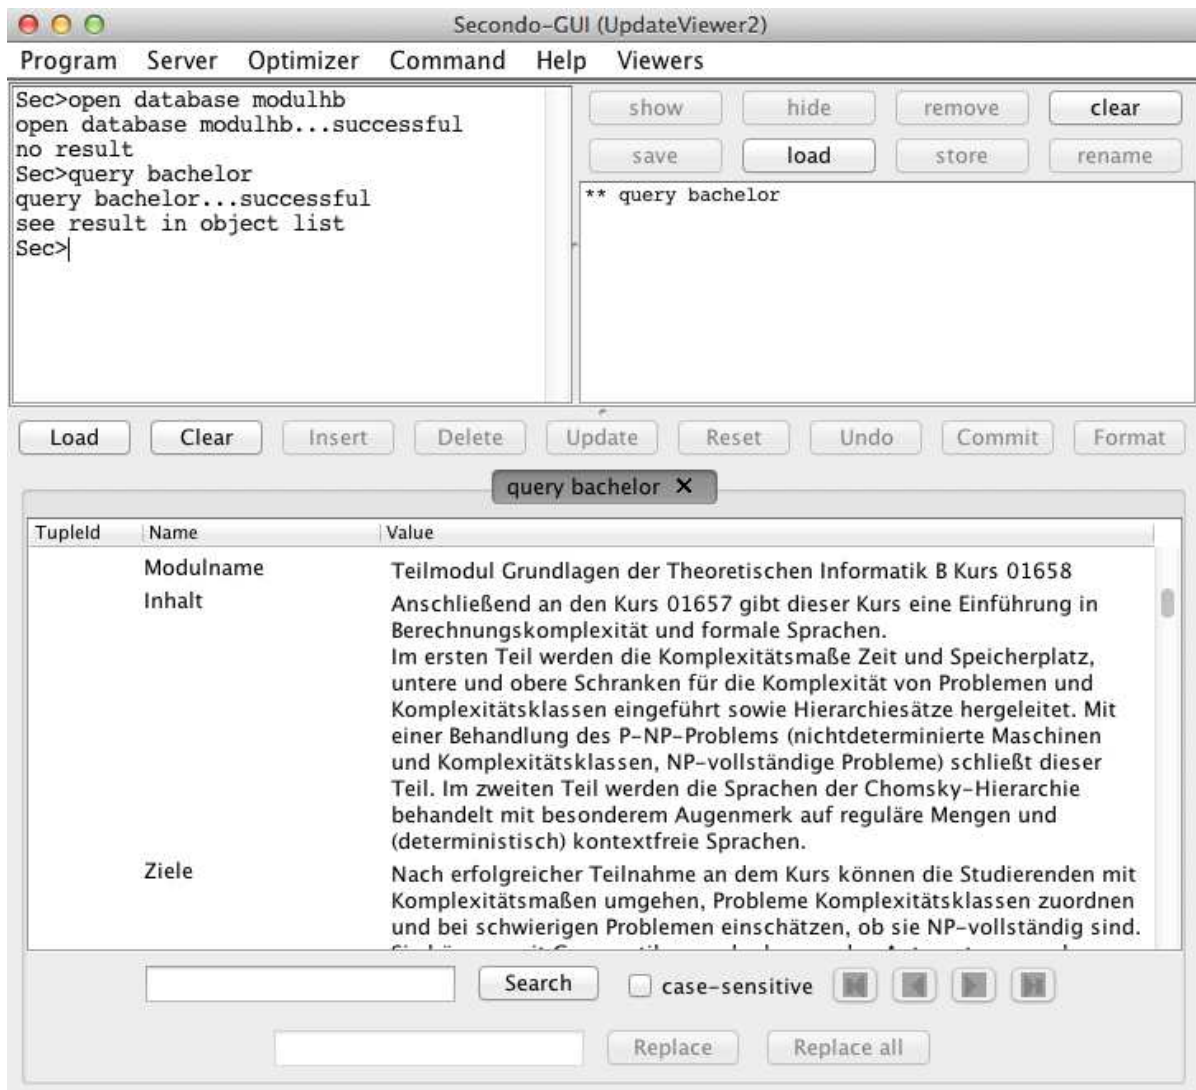 Secondo-GUI (UpdateViewer2)
Program Server Optimizer Command Help Viewers
Sec>open database modulhb
open database modulhb...successful
no result
Sec>query bachelor
query bachelor...successful
see result in object list
Sec>
show hide remove clear
save load store rename
** query bachelor
Load Clear Insert Delete Update Reset Undo Commit Format
query bachelor ✕
TupleId Name Value
Modulname Teilmodul Grundlagen der Theoretischen Informatik B Kurs 01658
Inhalt Anschließend an den Kurs 01657 gibt dieser Kurs eine Einführung in
Berechnungskomplexität und formale Sprachen.
Im ersten Teil werden die Komplexitätsmaße Zeit und Speicherplatz,
untere und obere Schranken für die Komplexität von Problemen und
Komplexitätsklassen eingeführt sowie Hierarchiesätze hergeleitet. Mit
einer Behandlung des P-NP-Problems (nichtdeterminierte Maschinen
und Komplexitätsklassen, NP-vollständige Probleme) schließt dieser
Teil. Im zweiten Teil werden die Sprachen der Chomsky-Hierarchie
behandelt mit besonderem Augenmerk auf reguläre Mengen und
(deterministisch) kontextfreie Sprachen.
Ziele Nach erfolgreicher Teilnahme an dem Kurs können die Studierenden mit
Komplexitätsmaßen umgehen, Probleme Komplexitätsklassen zuordnen
und bei schwierigen Problemen einschätzen, ob sie NP-vollständig sind.
Search case-sensitive
Replace Replace all